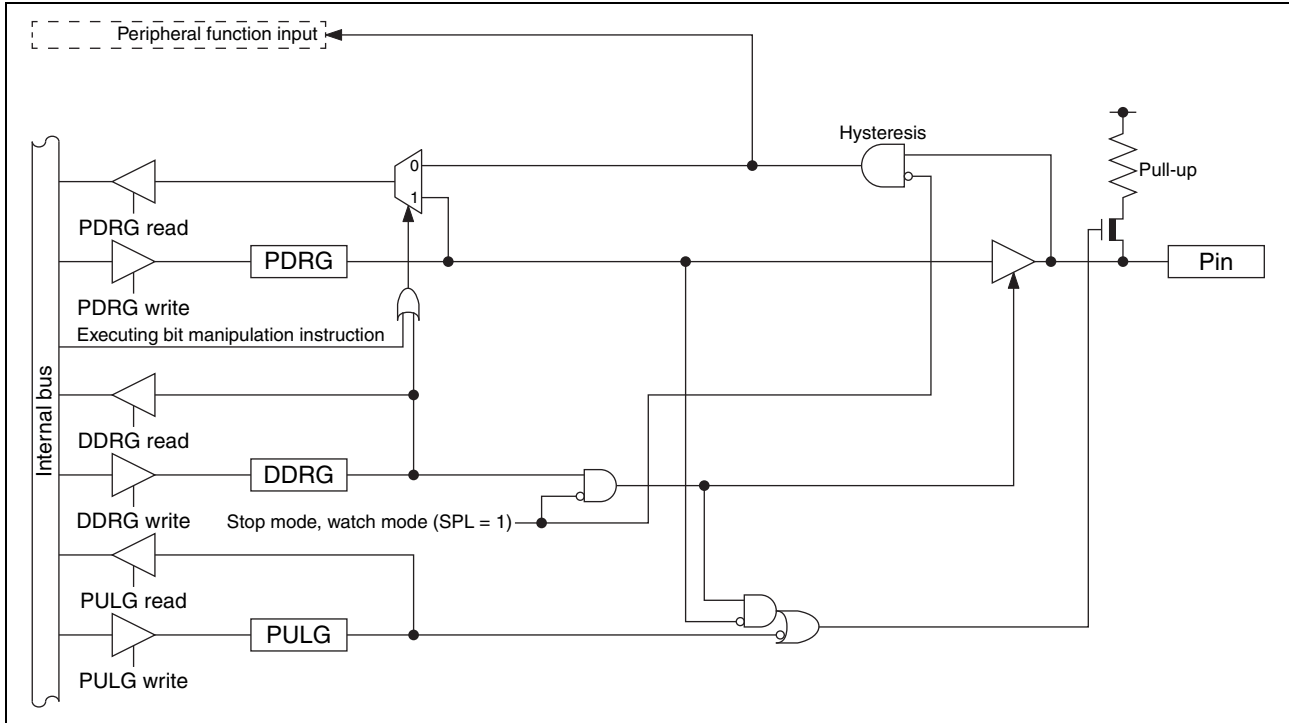 Peripheral function input
Hysteresis
0
Pull-up
1
PDRG read
PDRG
Pin
PDRG write
Executing bit manipulation instruction
Internal bus
DDRG read
DDRG
DDRG write
Stop mode, watch mode (SPL = 1)
PULG read
PULG
PULG write